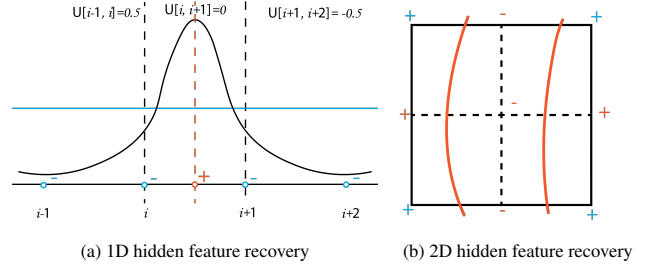 U[i-1, i]=0.5 U[i, i+1]=0 U[i+1, i+2]= -0.5
+ - +
- - + - -
+ - +
i-1 i i+1 i+2
+ - +
(a) 1D hidden feature recovery (b) 2D hidden feature recovery